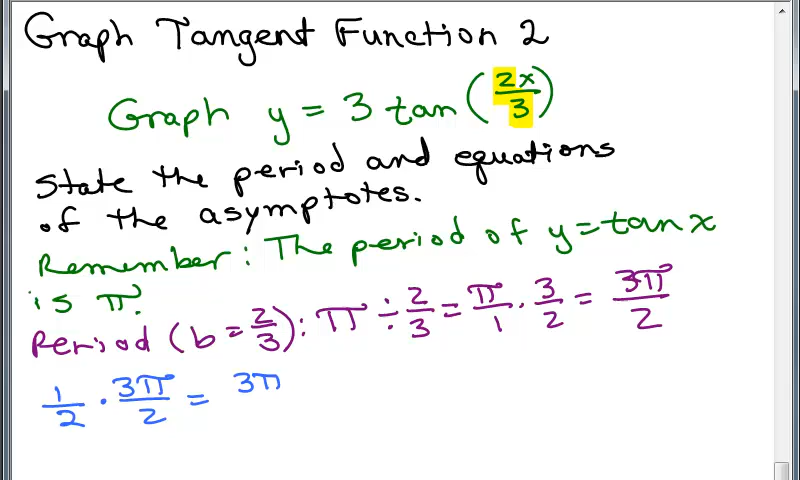 Graph Tangent Function 2
Graph y = 3 tan (2x/3)
State the period and equations
of the asymptotes.
Remember: The period of y = tan x
is π.
Period (b = 2/3): π ÷ 2/3 = π/1 · 3/2 = 3π/2
1/2 · 3π/2 = 3π